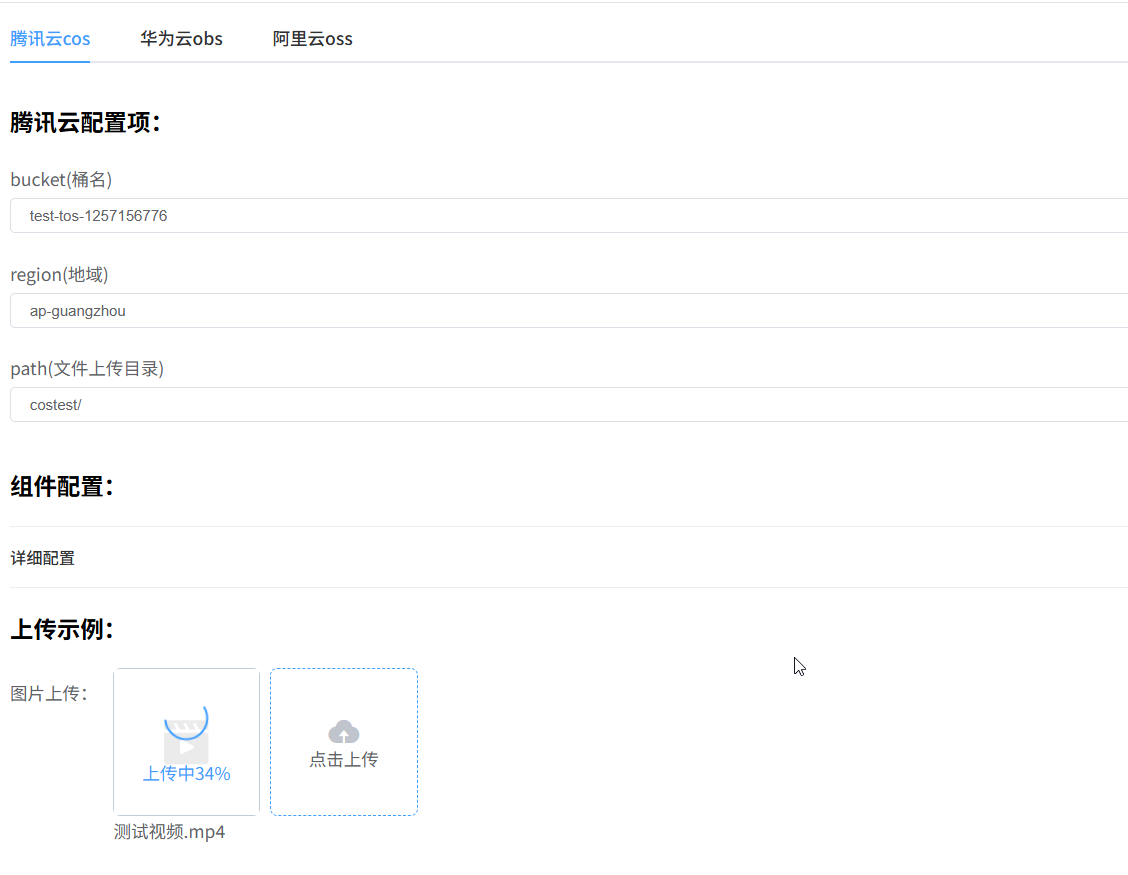 腾讯云cos 华为云obs 阿里云oss
腾讯云配置项：
bucket(桶名)
test-tos-1257156776
region(地域)
ap-guangzhou
path(文件上传目录)
costest/
组件配置：
详细配置
上传示例：
图片上传：
上传中34%
点击上传
测试视频.mp4